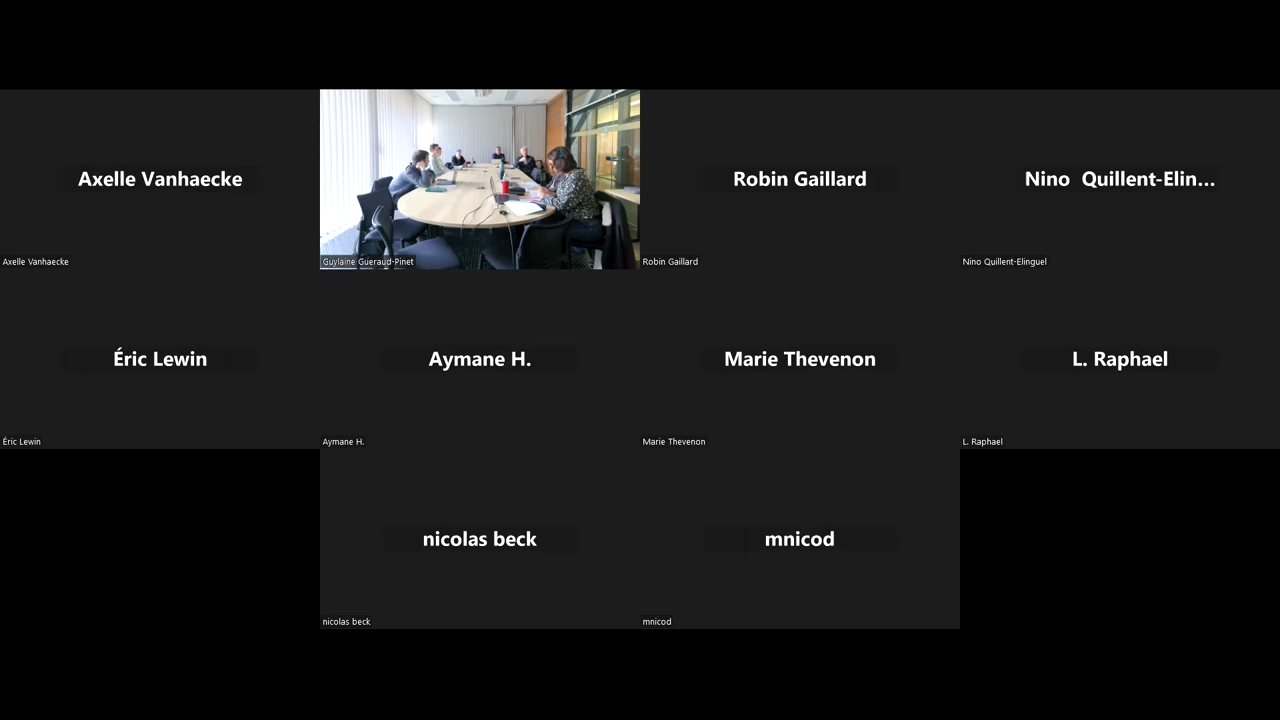 Axelle Vanhaecke
Axelle Vanhaecke
Guylaine Gueraud-Pinet
Robin Gaillard
Robin Gaillard
Nino Quillent-Elin...
Nino Quillent-Elinguel
Éric Lewin
Éric Lewin
Aymane H.
Aymane H.
Marie Thevenon
Marie Thevenon
L. Raphael
L. Raphael
nicolas beck
nicolas beck
mnicod
mnicod